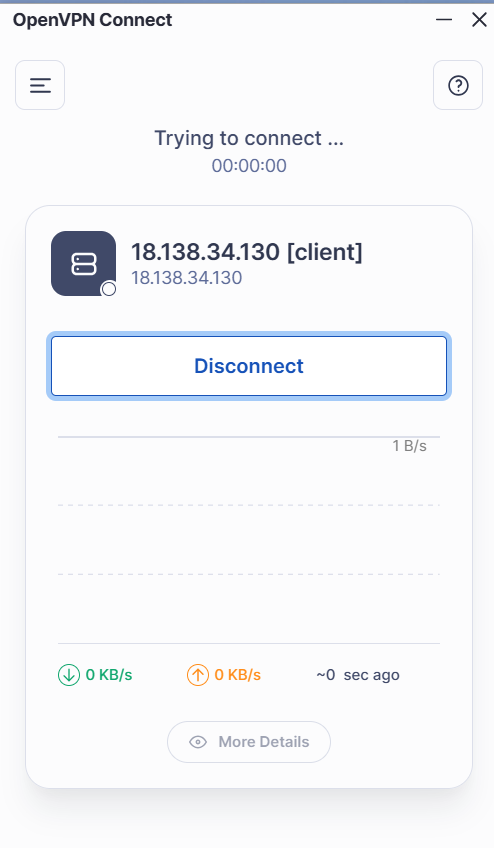 OpenVPN Connect
Trying to connect ...
00:00:00
18.138.34.130 [client]
18.138.34.130
Disconnect
1 B/s
0 KB/s 0 KB/s ~0 sec ago
More Details